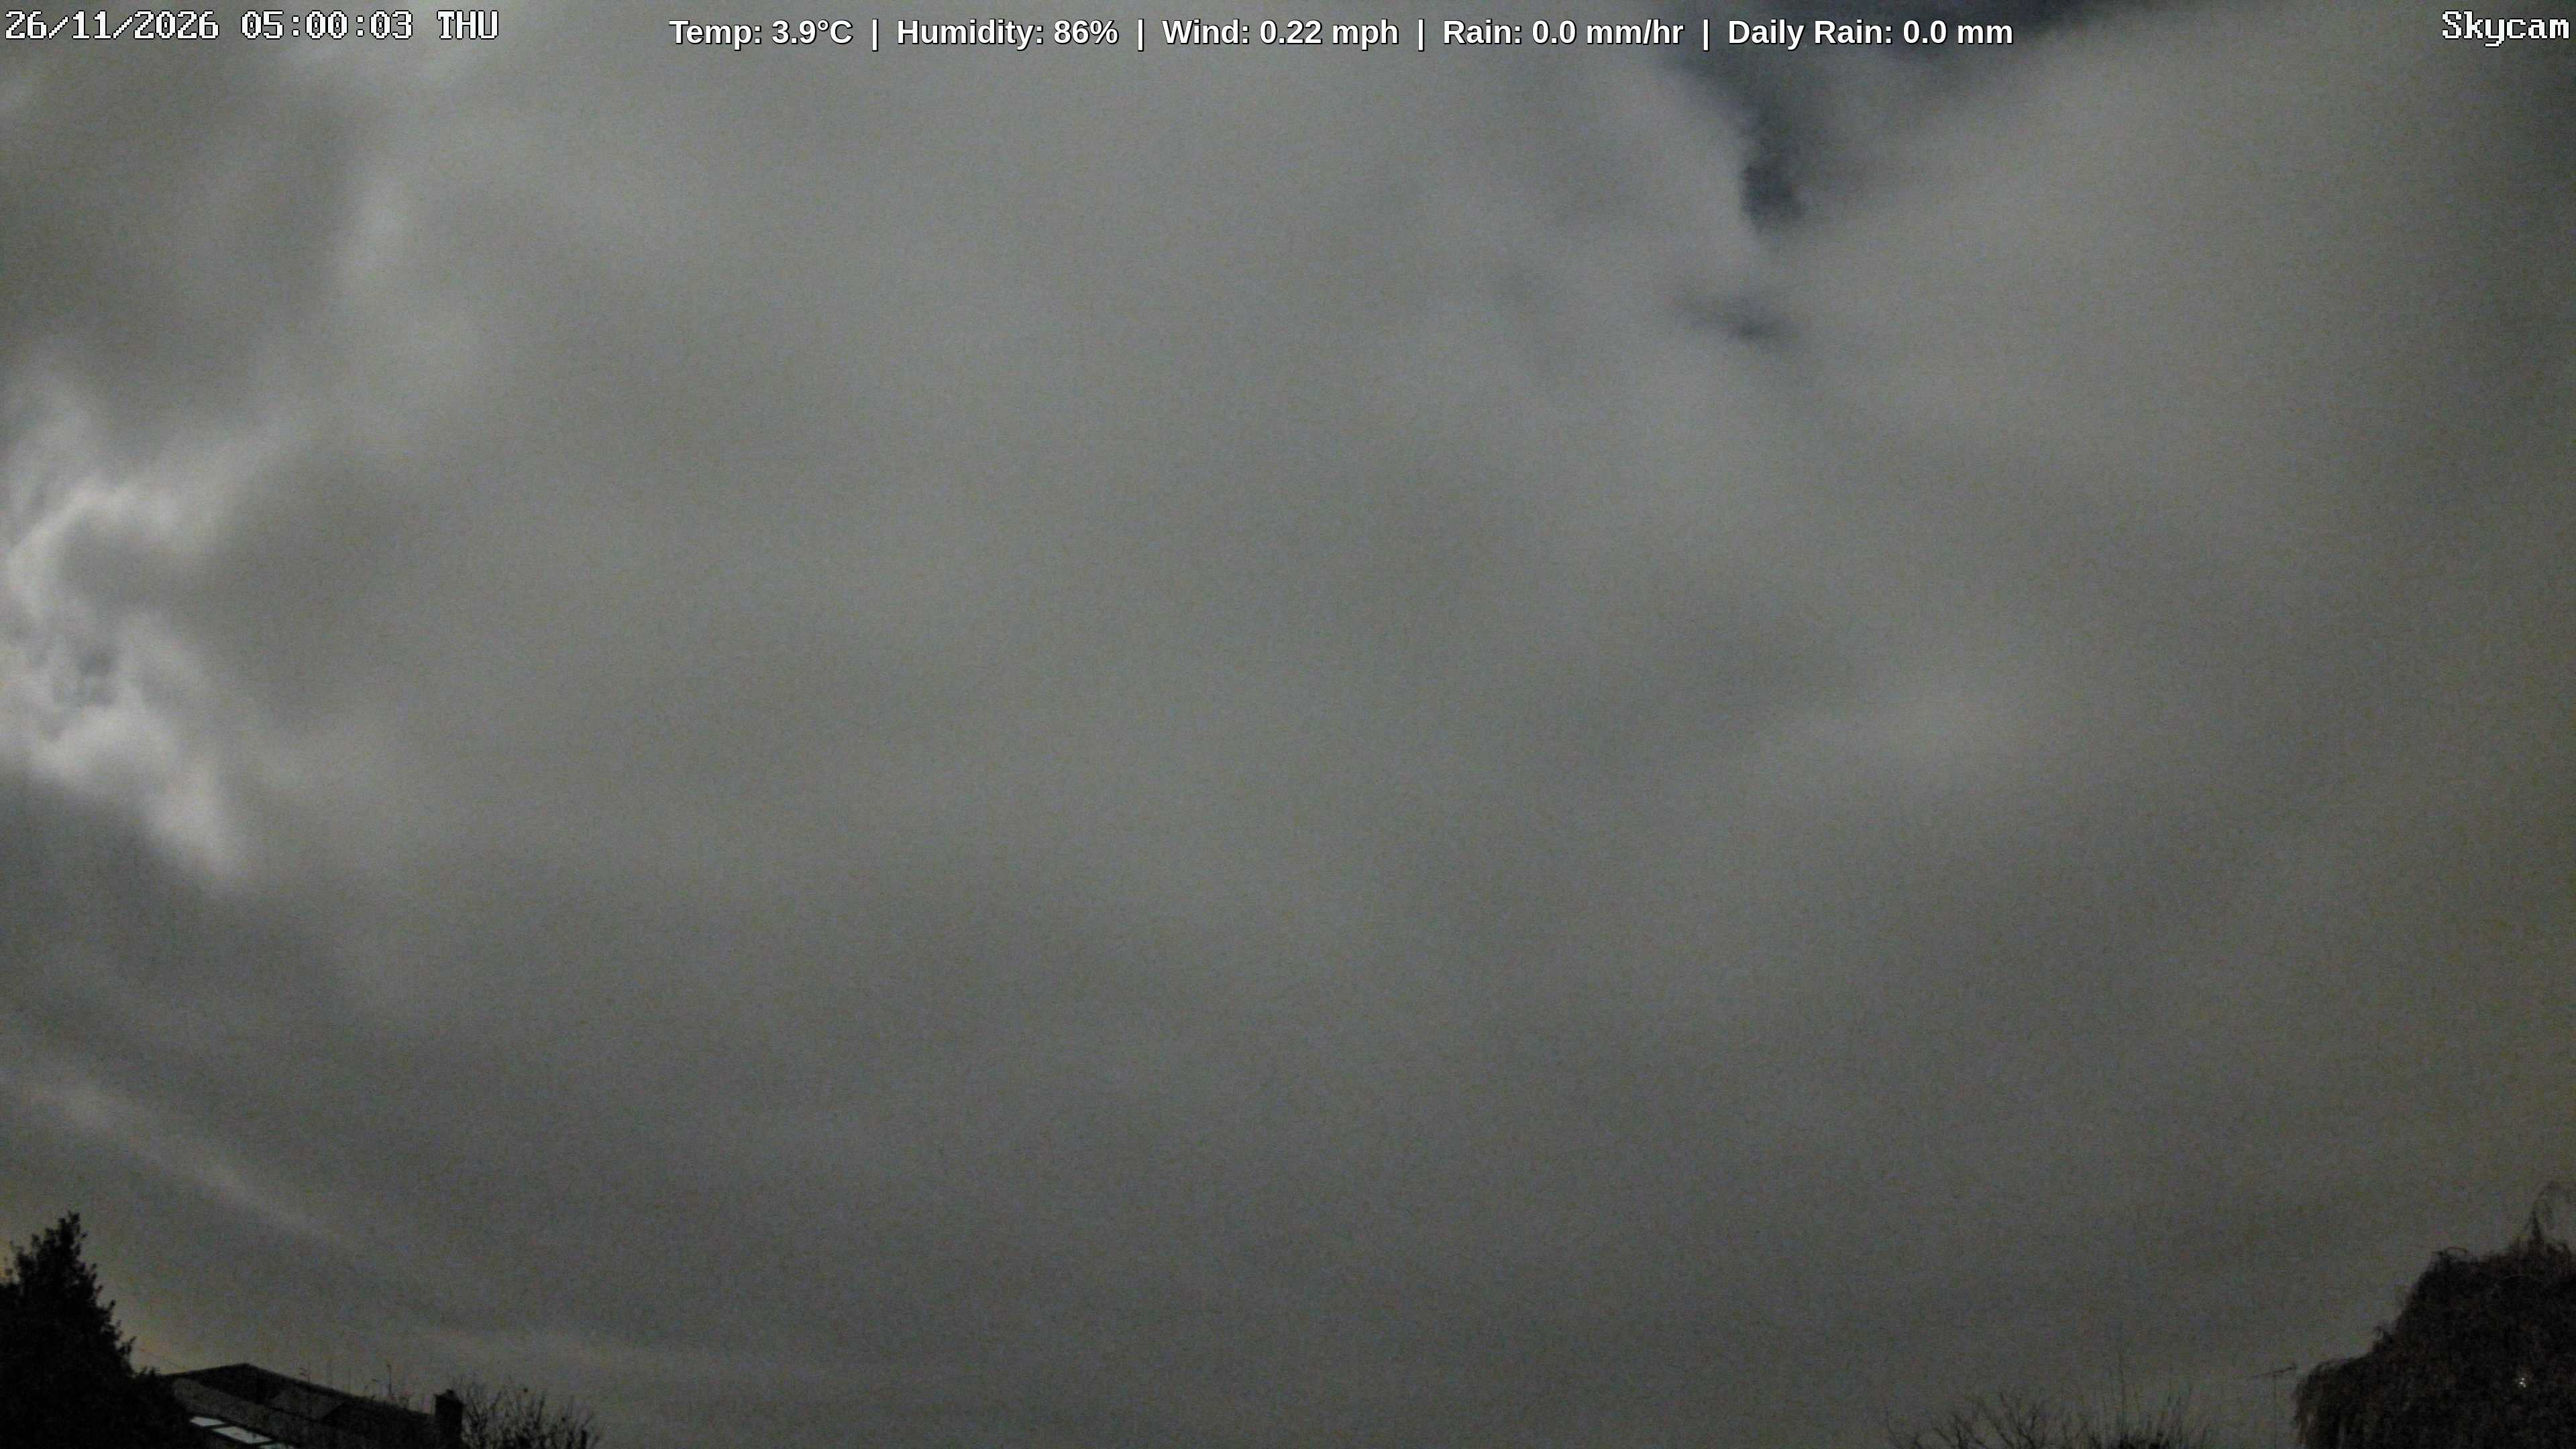 26/11/2026 05:00:03 THU
Temp: 3.9°C | Humidity: 86% | Wind: 0.22 mph | Rain: 0.0 mm/hr | Daily Rain: 0.0 mm
Skycam